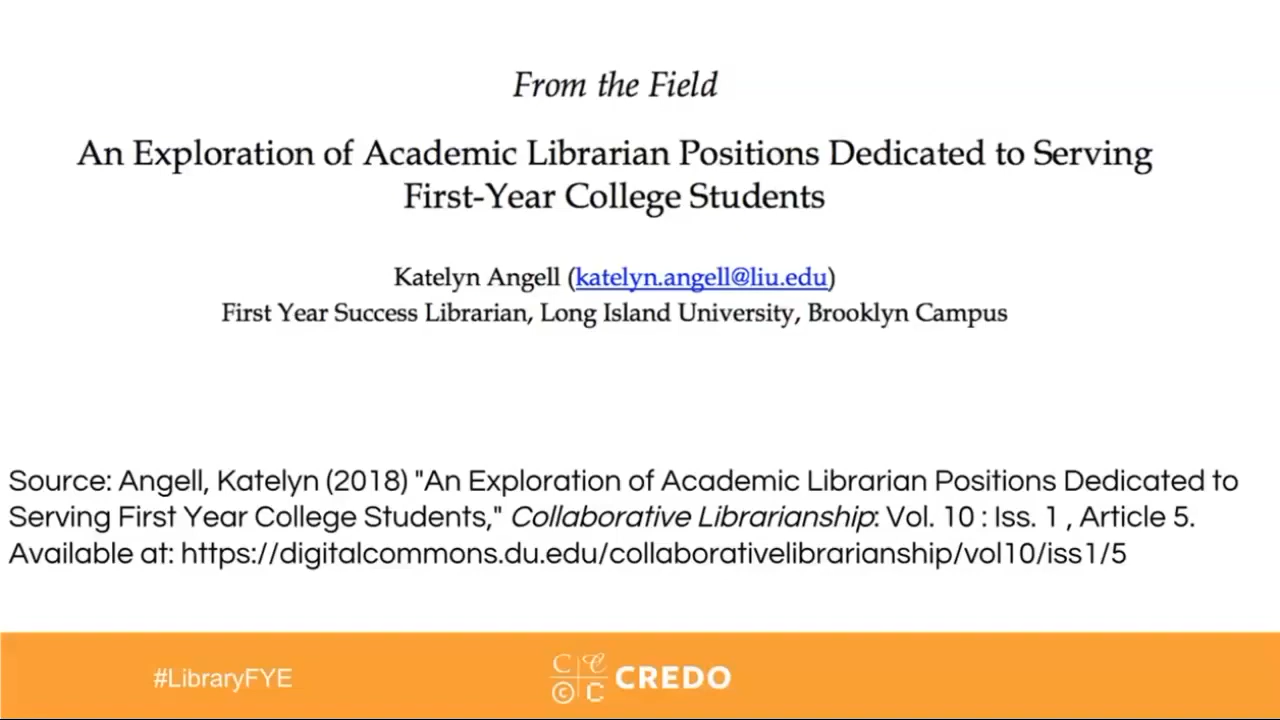 From the Field
An Exploration of Academic Librarian Positions Dedicated to Serving
First-Year College Students
Katelyn Angell (katelyn.angell@liu.edu)
First Year Success Librarian, Long Island University, Brooklyn Campus
Source: Angell, Katelyn (2018) "An Exploration of Academic Librarian Positions Dedicated to
Serving First Year College Students," Collaborative Librarianship: Vol. 10 : Iss. 1 , Article 5.
Available at: https://digitalcommons.du.edu/collaborativelibrarianship/vol10/iss1/5
#LibraryFYE
C C © C CREDO